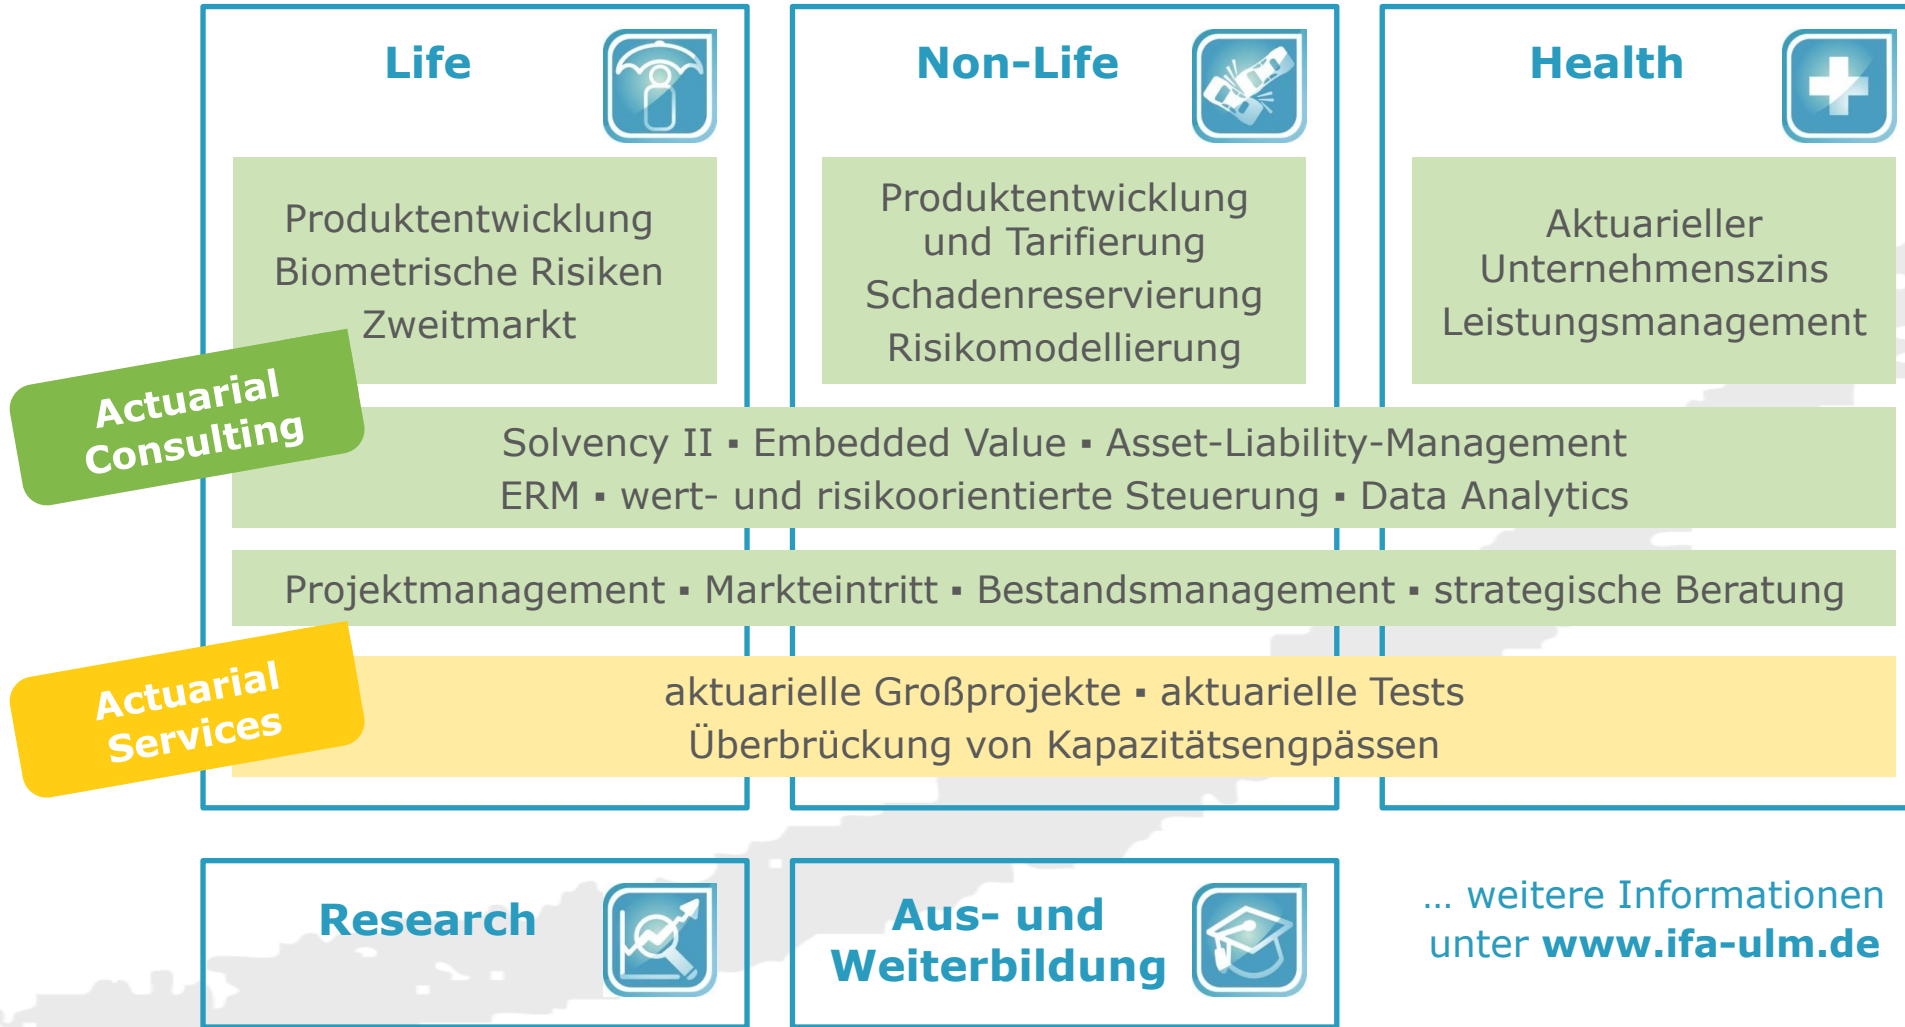 Life
Non-Life
Health
Produktentwicklung
Biometrische Risiken
Zweitmarkt
Produktentwicklung
und Tarifierung
Schadenreservierung
Risikomodellierung
Aktuarieller
Unternehmenszins
Leistungsmanagement
Actuarial
Consulting
Solvency II ▪ Embedded Value ▪ Asset-Liability-Management
ERM ▪ wert- und risikoorientierte Steuerung ▪ Data Analytics
Projektmanagement ▪ Markteintritt ▪ Bestandsmanagement ▪ strategische Beratung
Actuarial
Services
aktuarielle Großprojekte ▪ aktuarielle Tests
Überbrückung von Kapazitätsengpässen
Research
Aus- und
Weiterbildung
... weitere Informationen
unter www.ifa-ulm.de